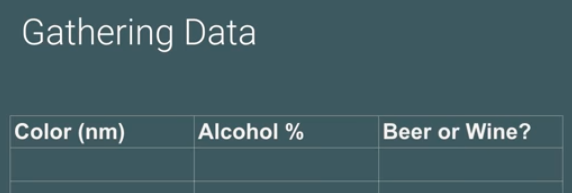 Gathering Data
Color (nm) Alcohol % Beer or Wine?